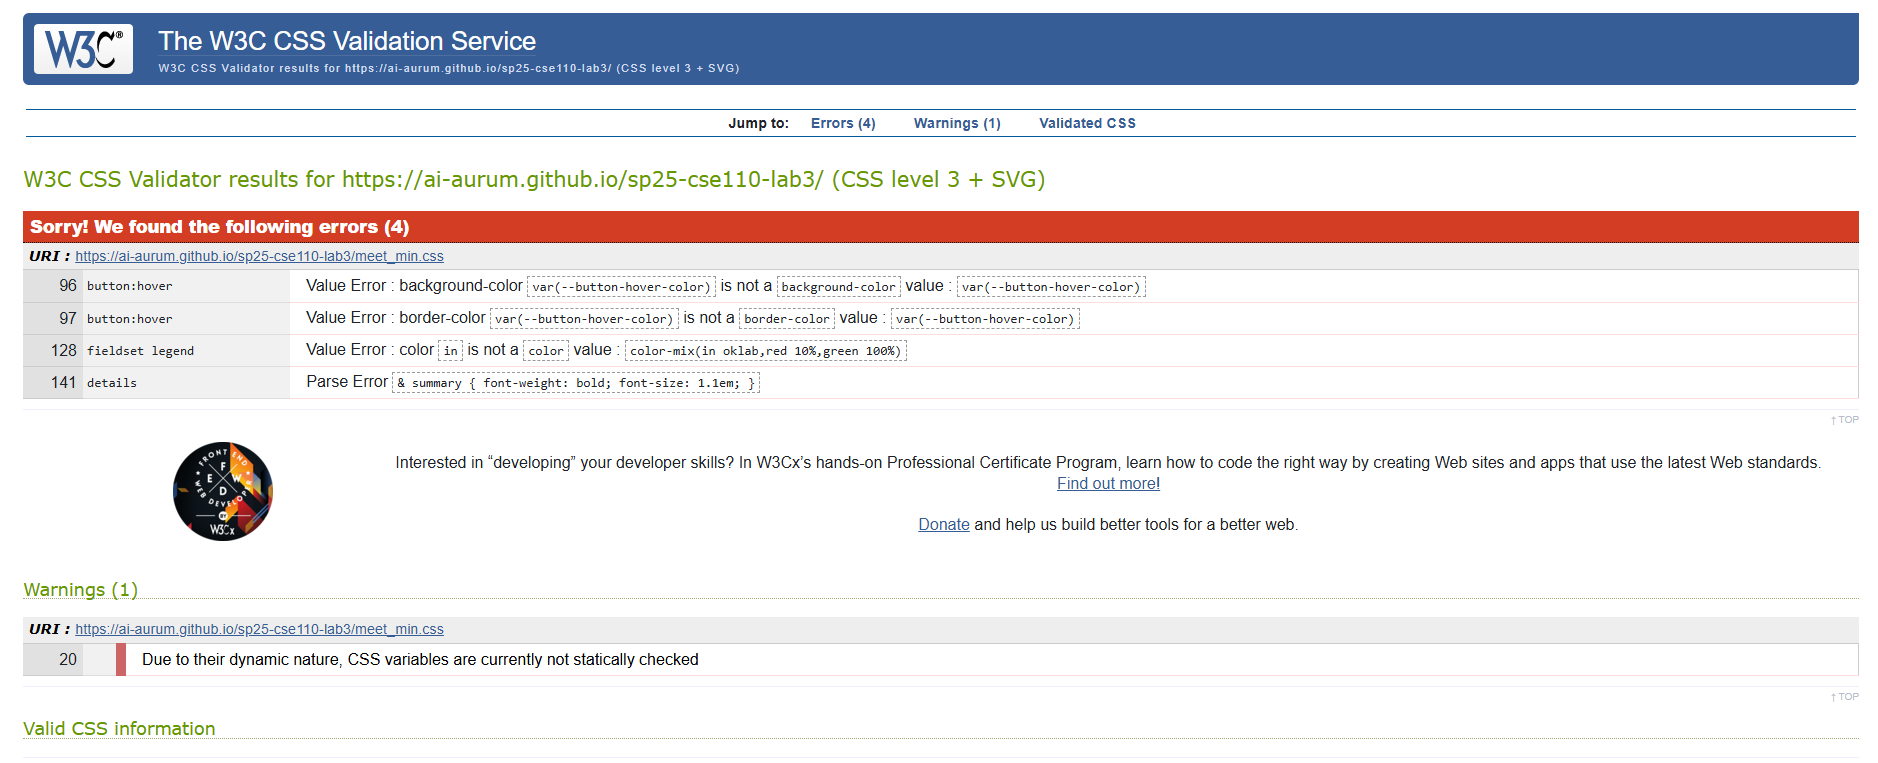 W3C®
The W3C CSS Validation Service
W3C CSS Validator results for https://ai-aurum.github.io/sp25-cse110-lab3/ (CSS level 3 + SVG)
Jump to: Errors (4) Warnings (1) Validated CSS
W3C CSS Validator results for https://ai-aurum.github.io/sp25-cse110-lab3/ (CSS level 3 + SVG)
Sorry! We found the following errors (4)
URI : https://ai-aurum.github.io/sp25-cse110-lab3/meet_min.css
96 button:hover Value Error : background-color var(--button-hover-color) is not a background-color value : var(--button-hover-color)
97 button:hover Value Error : border-color var(--button-hover-color) is not a border-color value : var(--button-hover-color)
128 fieldset legend Value Error : color in is not a color value : color-mix(in oklab,red 10%,green 100%)
141 details Parse Error & summary { font-weight: bold; font-size: 1.1em; }
↑ TOP
FRONT END
F
E W
D
WEB DEVELOPER
BY
W3Cx
Interested in “developing” your developer skills? In W3Cx’s hands-on Professional Certificate Program, learn how to code the right way by creating Web sites and apps that use the latest Web standards.
Find out more!
Donate and help us build better tools for a better web.
Warnings (1)
URI : https://ai-aurum.github.io/sp25-cse110-lab3/meet_min.css
20 Due to their dynamic nature, CSS variables are currently not statically checked
↑ TOP
Valid CSS information